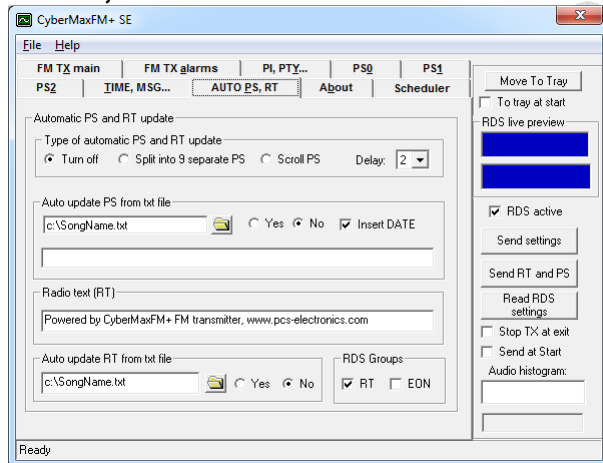 CyberMaxFM+ SE
File Help
FM TX main FM TX alarms PI, PTY... PS0 PS1
PS2 TIME, MSG... AUTO PS, RT About Scheduler
Automatic PS and RT update
Type of automatic PS and RT update
Turn off Split into 9 separate PS Scroll PS Delay: 2
Auto update PS from txt file
c:\SongName.txt Yes No Insert DATE
Radio text (RT)
Powered by CyberMaxFM+ FM transmitter, www.pcs-electronics.com
Auto update RT from txt file
c:\SongName.txt Yes No
RDS Groups
RT EON
Move To Tray
To tray at start
RDS live preview
RDS active
Send settings
Send RT and PS
Read RDS
settings
Stop TX at exit
Send at Start
Audio histogram:
Ready